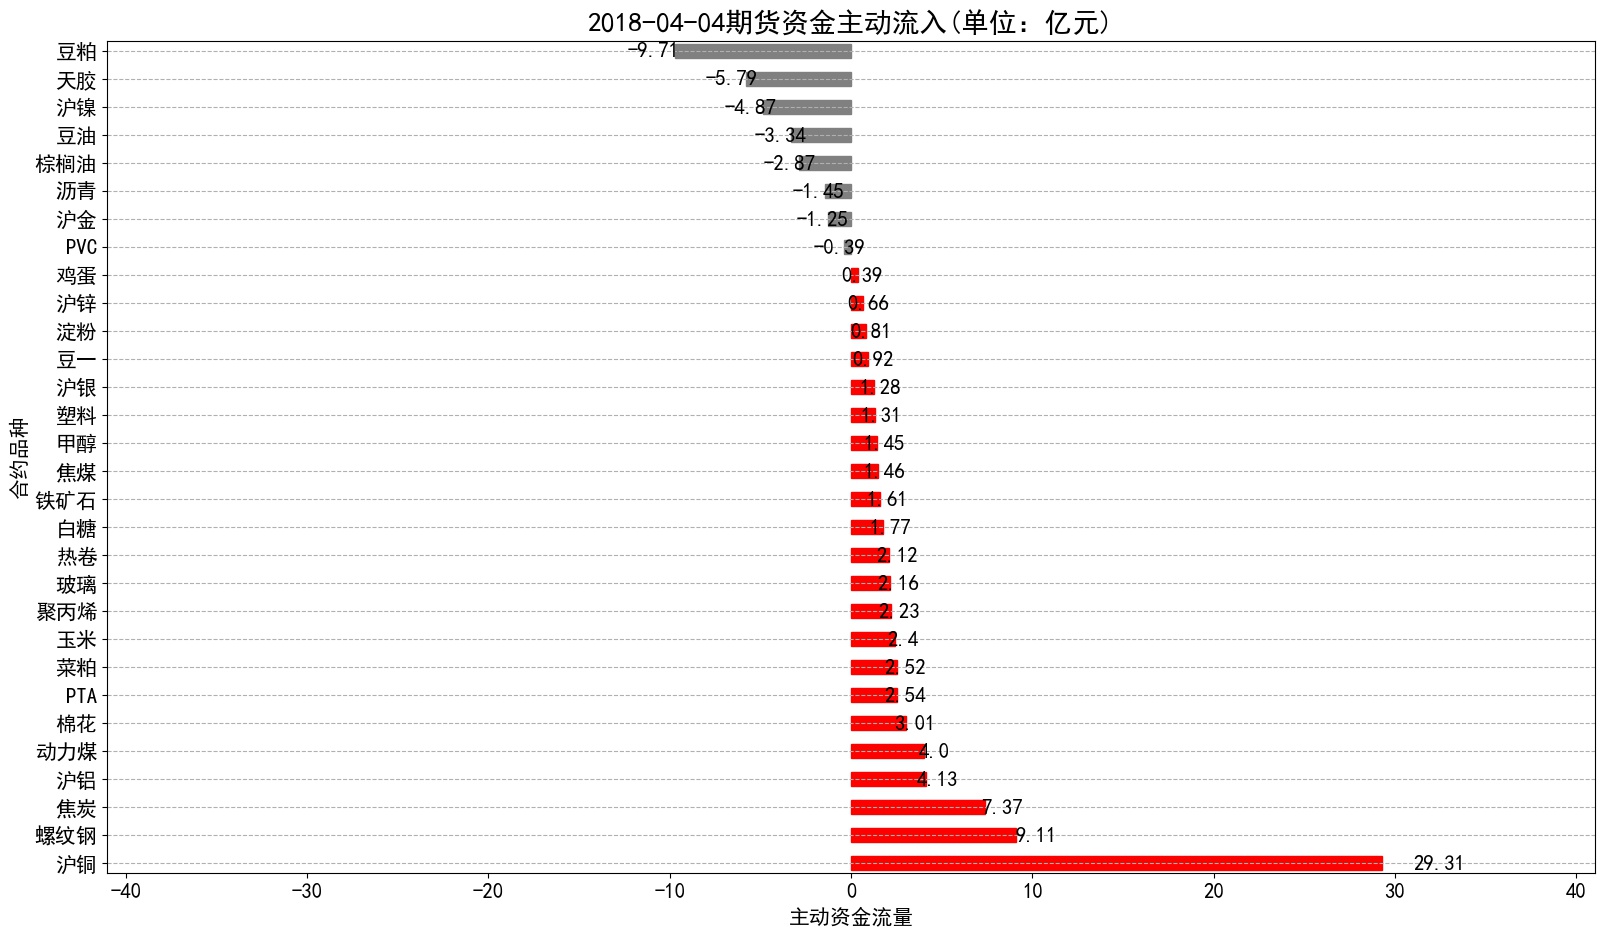 2018-04-04期货资金主动流入(单位：亿元)
合约品种
豆粕 -9.71
天胶 -5.79
沪镍 -4.87
豆油 -3.34
棕榈油 -2.87
沥青 -1.45
沪金 -1.25
PVC -0.39
鸡蛋 0.39
沪锌 0.66
淀粉 0.81
豆一 0.92
沪银 1.28
塑料 1.31
甲醇 1.45
焦煤 1.46
铁矿石 1.61
白糖 1.77
热卷 2.12
玻璃 2.16
聚丙烯 2.23
玉米 2.4
菜粕 2.52
PTA 2.54
棉花 3.01
动力煤 4.0
沪铝 4.13
焦炭 7.37
螺纹钢 9.11
沪铜 29.31
-40 -30 -20 -10 0 10 20 30 40
主动资金流量